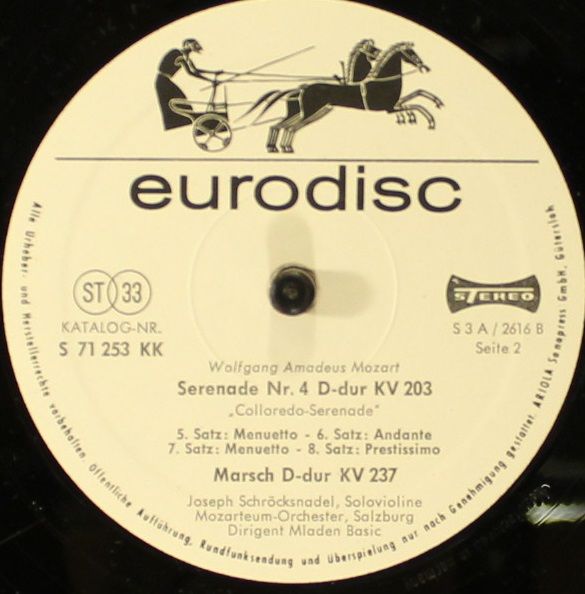 eurodisc
ST 33
KATALOG-NR.
S 71 253 KK
STEREO
S 3 A / 2616 B
Seite 2
Wolfgang Amadeus Mozart
Serenade Nr. 4 D-dur KV 203
„Colloredo-Serenade"
5. Satz: Menuetto - 6. Satz: Andante
7. Satz: Menuetto - 8. Satz: Prestissimo
Marsch D-dur KV 237
Joseph Schröcksnadel, Solovioline
Mozarteum-Orchester, Salzburg
Dirigent Mladen Basic
Alle Urheber- und Herstellerrechte vorbehalten. Öffentliche Aufführung, Rundfunksendung und Überspielung nur nach Genehmigung gestattet. ARIOLA Sonopress GmbH. Gütersloh